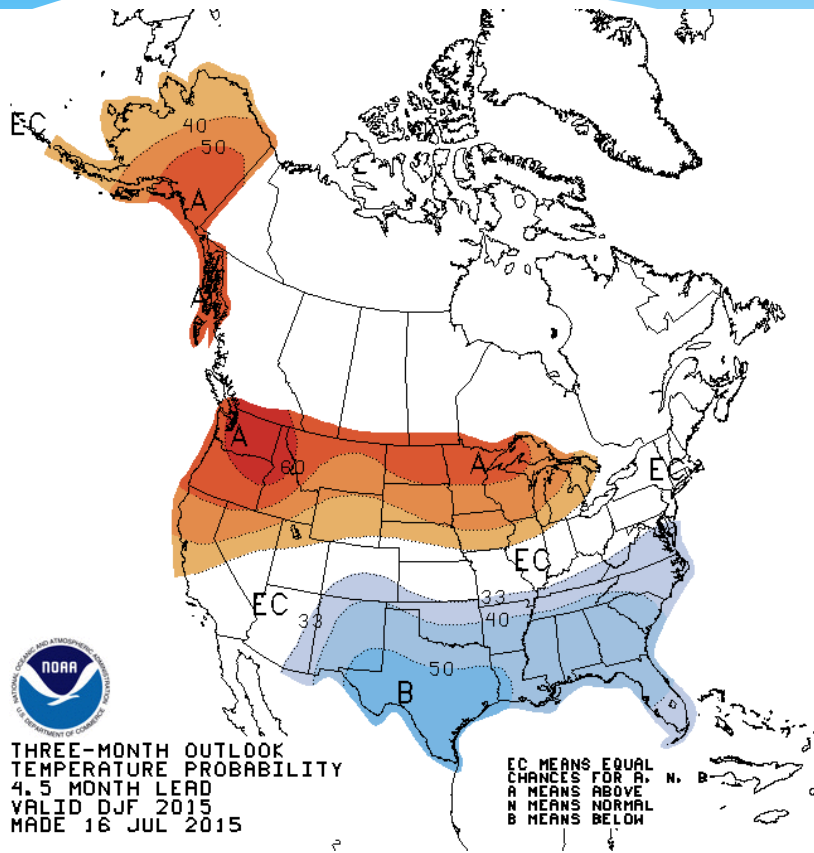 EC
40
50
A
A
A
60
A
EC
EC
EC
33
33
40
50
B
NATIONAL OCEANIC AND ATMOSPHERIC ADMINISTRATION
NOAA
U.S. DEPARTMENT OF COMMERCE
THREE-MONTH OUTLOOK
TEMPERATURE PROBABILITY
4.5 MONTH LEAD
VALID DJF 2015
MADE 16 JUL 2015
EC MEANS EQUAL
CHANCES FOR A, N, B
A MEANS ABOVE
N MEANS NORMAL
B MEANS BELOW